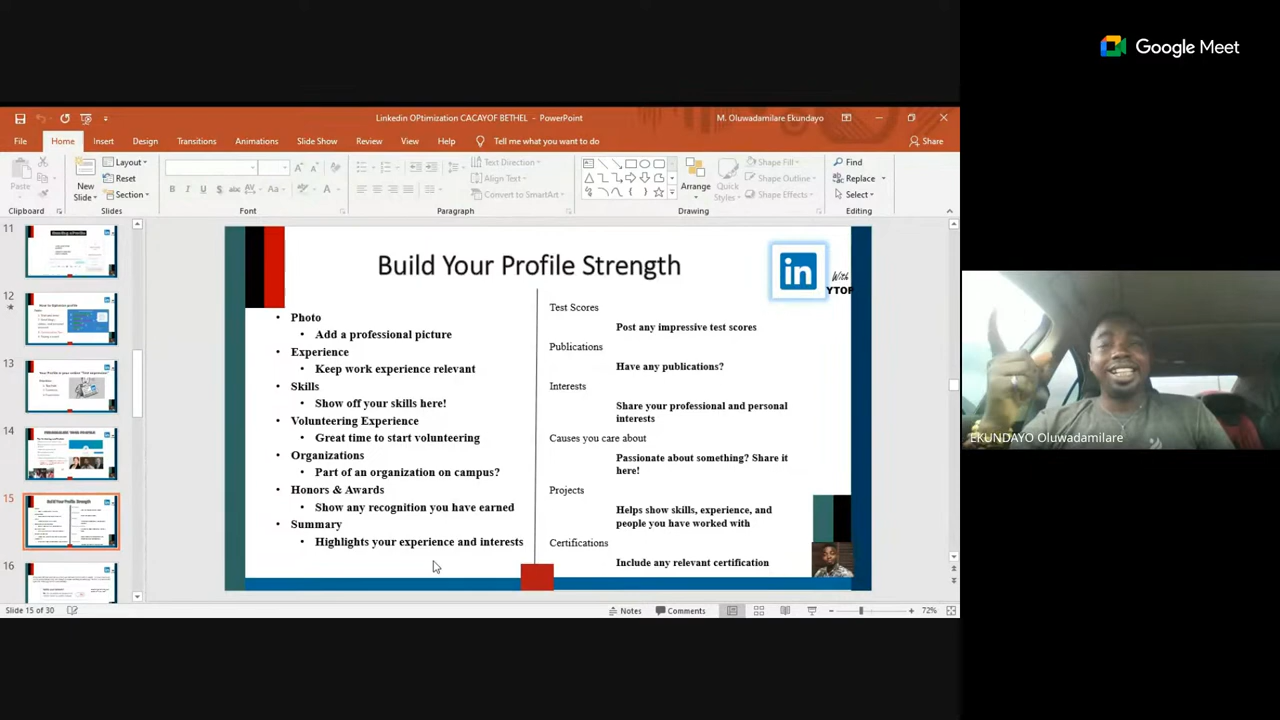 Google Meet
Linkedin OPtimization CACAYOF BETHEL - PowerPoint
M. Oluwadamilare Ekundayo
File
Home
Insert
Design
Transitions
Animations
Slide Show
Review
View
Help
Tell me what you want to do
Share
Paste
New Slide
Layout
Reset
Section
B I U S abc AV Aa A
Text Direction
Align Text
Convert to SmartArt
Arrange
Quick Styles
Shape Fill
Shape Outline
Shape Effects
Find
Replace
Select
Clipboard
Slides
Font
Paragraph
Drawing
Editing
11
12
13
14
15
16
Build Your Profile Strength
in
With
YTOF
• Photo
• Add a professional picture
• Experience
• Keep work experience relevant
• Skills
• Show off your skills here!
• Volunteering Experience
• Great time to start volunteering
• Organizations
• Part of an organization on campus?
• Honors & Awards
• Show any recognition you have earned
• Summary
• Highlights your experience and interests
Test Scores
Post any impressive test scores
Publications
Have any publications?
Interests
Share your professional and personal
interests
Causes you care about
Passionate about something? Share it
here!
Projects
Helps show skills, experience, and
people you have worked with
Certifications
Include any relevant certification
EKUNDAYO Oluwadamilare
Slide 15 of 30
Notes
Comments
72%